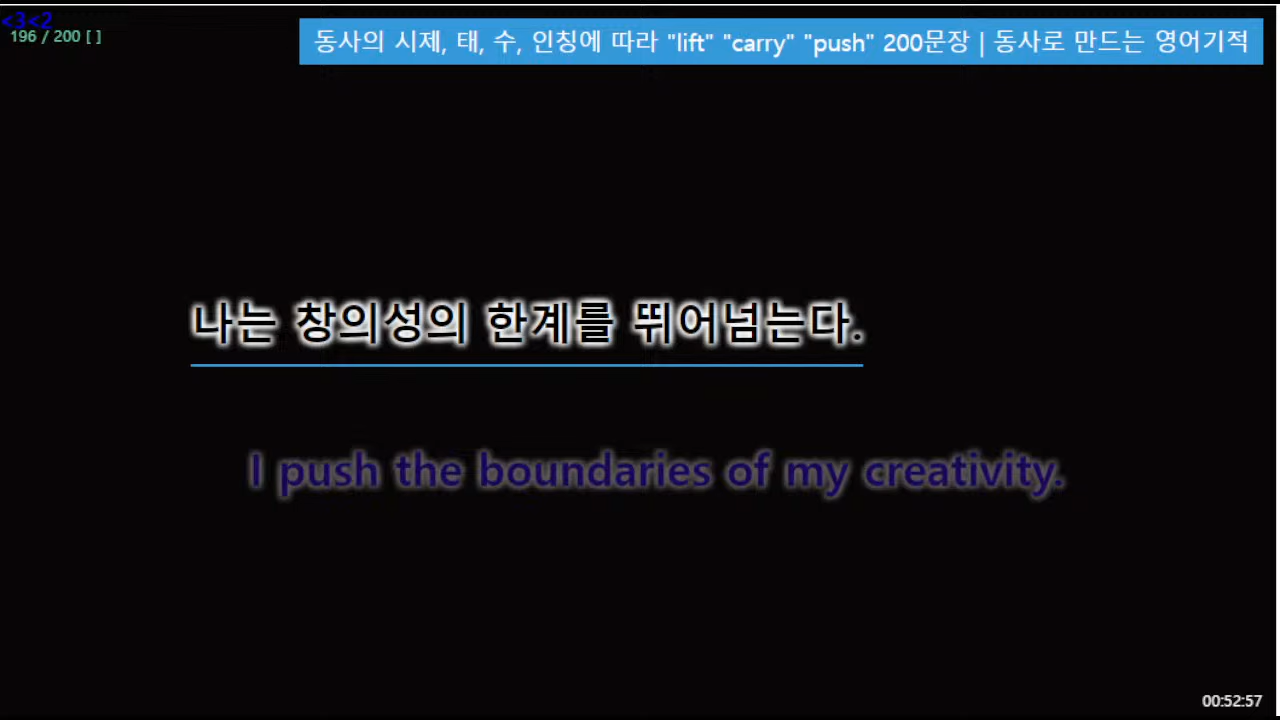 <3<2
196 / 200 [ ]
동사의 시제, 태, 수, 인칭에 따라 "lift" "carry" "push" 200문장 | 동사로 만드는 영어기적
나는 창의성의 한계를 뛰어넘는다.
I push the boundaries of my creativity.
00:52:57